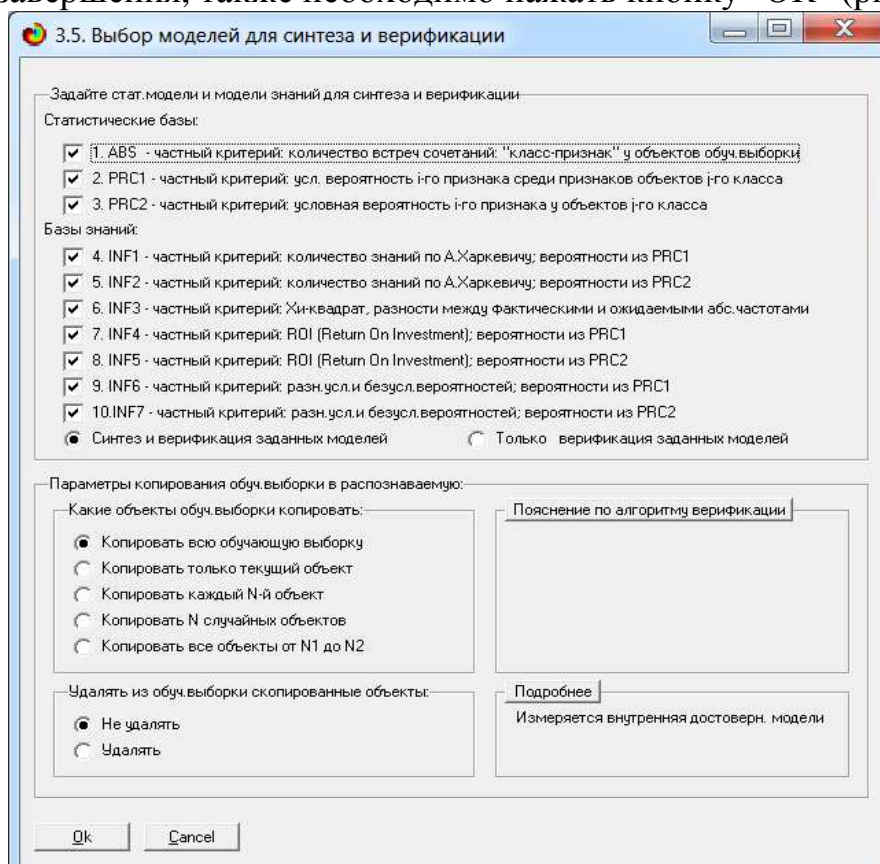 завершения, также необходимо нажать кнопку "ОК" (р
3.5. Выбор моделей для синтеза и верификации
Задайте стат.модели и модели знаний для синтеза и верификации
Статистические базы:
1. ABS - частный критерий: количество встреч сочетаний: "класс-признак" у объектов обуч.выборки
2. PRC1 - частный критерий: усл. вероятность i-го признака среди признаков объектов j-го класса
3. PRC2 - частный критерий: условная вероятность i-го признака у объектов j-го класса
Базы знаний:
4. INF1 - частный критерий: количество знаний по А.Харкевичу; вероятности из PRC1
5. INF2 - частный критерий: количество знаний по А.Харкевичу; вероятности из PRC2
6. INF3 - частный критерий: Хи-квадрат, разности между фактическими и ожидаемыми абс.частотами
7. INF4 - частный критерий: ROI (Return On Investment); вероятности из PRC1
8. INF5 - частный критерий: ROI (Return On Investment); вероятности из PRC2
9. INF6 - частный критерий: разн.усл.и безусл.вероятностей; вероятности из PRC1
10.INF7 - частный критерий: разн.усл.и безусл.вероятностей; вероятности из PRC2
Синтез и верификация заданных моделей Только верификация заданных моделей
Параметры копирования обуч.выборки в распознаваемую:
Какие объекты обуч.выборки копировать: Пояснение по алгоритму верификации
Копировать всю обучающую выборку
Копировать только текущий объект
Копировать каждый N-й объект
Копировать N случайных объектов
Копировать все объекты от N1 до N2
Удалять из обуч.выборки скопированные объекты: Подробнее
Не удалять Измеряется внутренняя достоверн. модели
Удалять
Ok Cancel